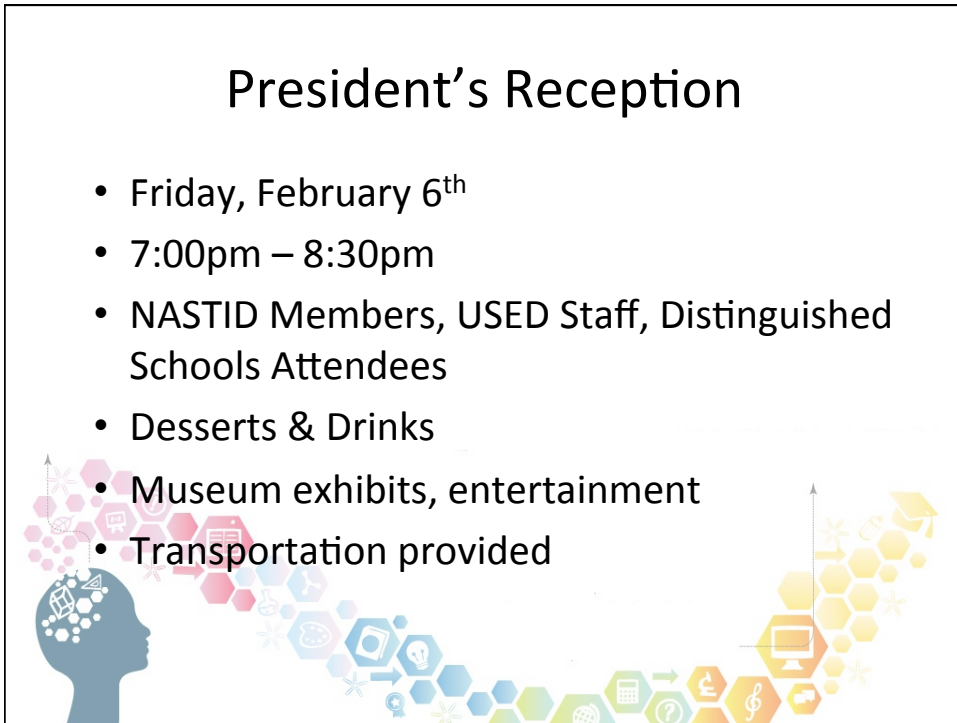 President’s Reception
• Friday, February 6th
• 7:00pm – 8:30pm
• NASTID Members, USED Staff, Distinguished
Schools Attendees
• Desserts & Drinks
• Museum exhibits, entertainment
• Transportation provided